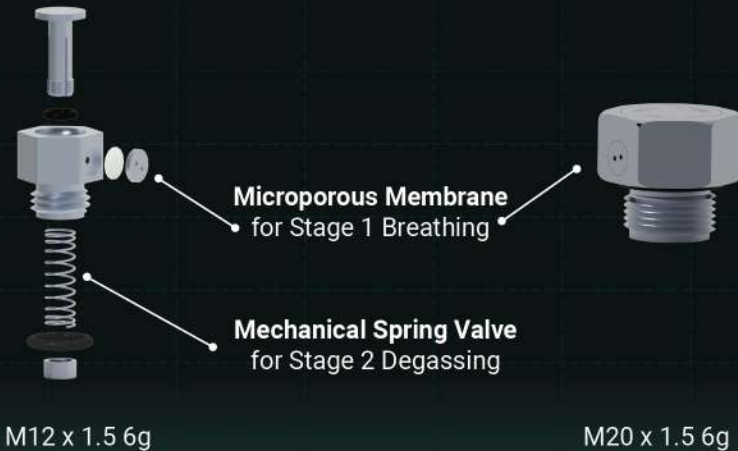 Microporous Membrane
for Stage 1 Breathing
Mechanical Spring Valve
for Stage 2 Degassing
M12 x 1.5 6g
M20 x 1.5 6g